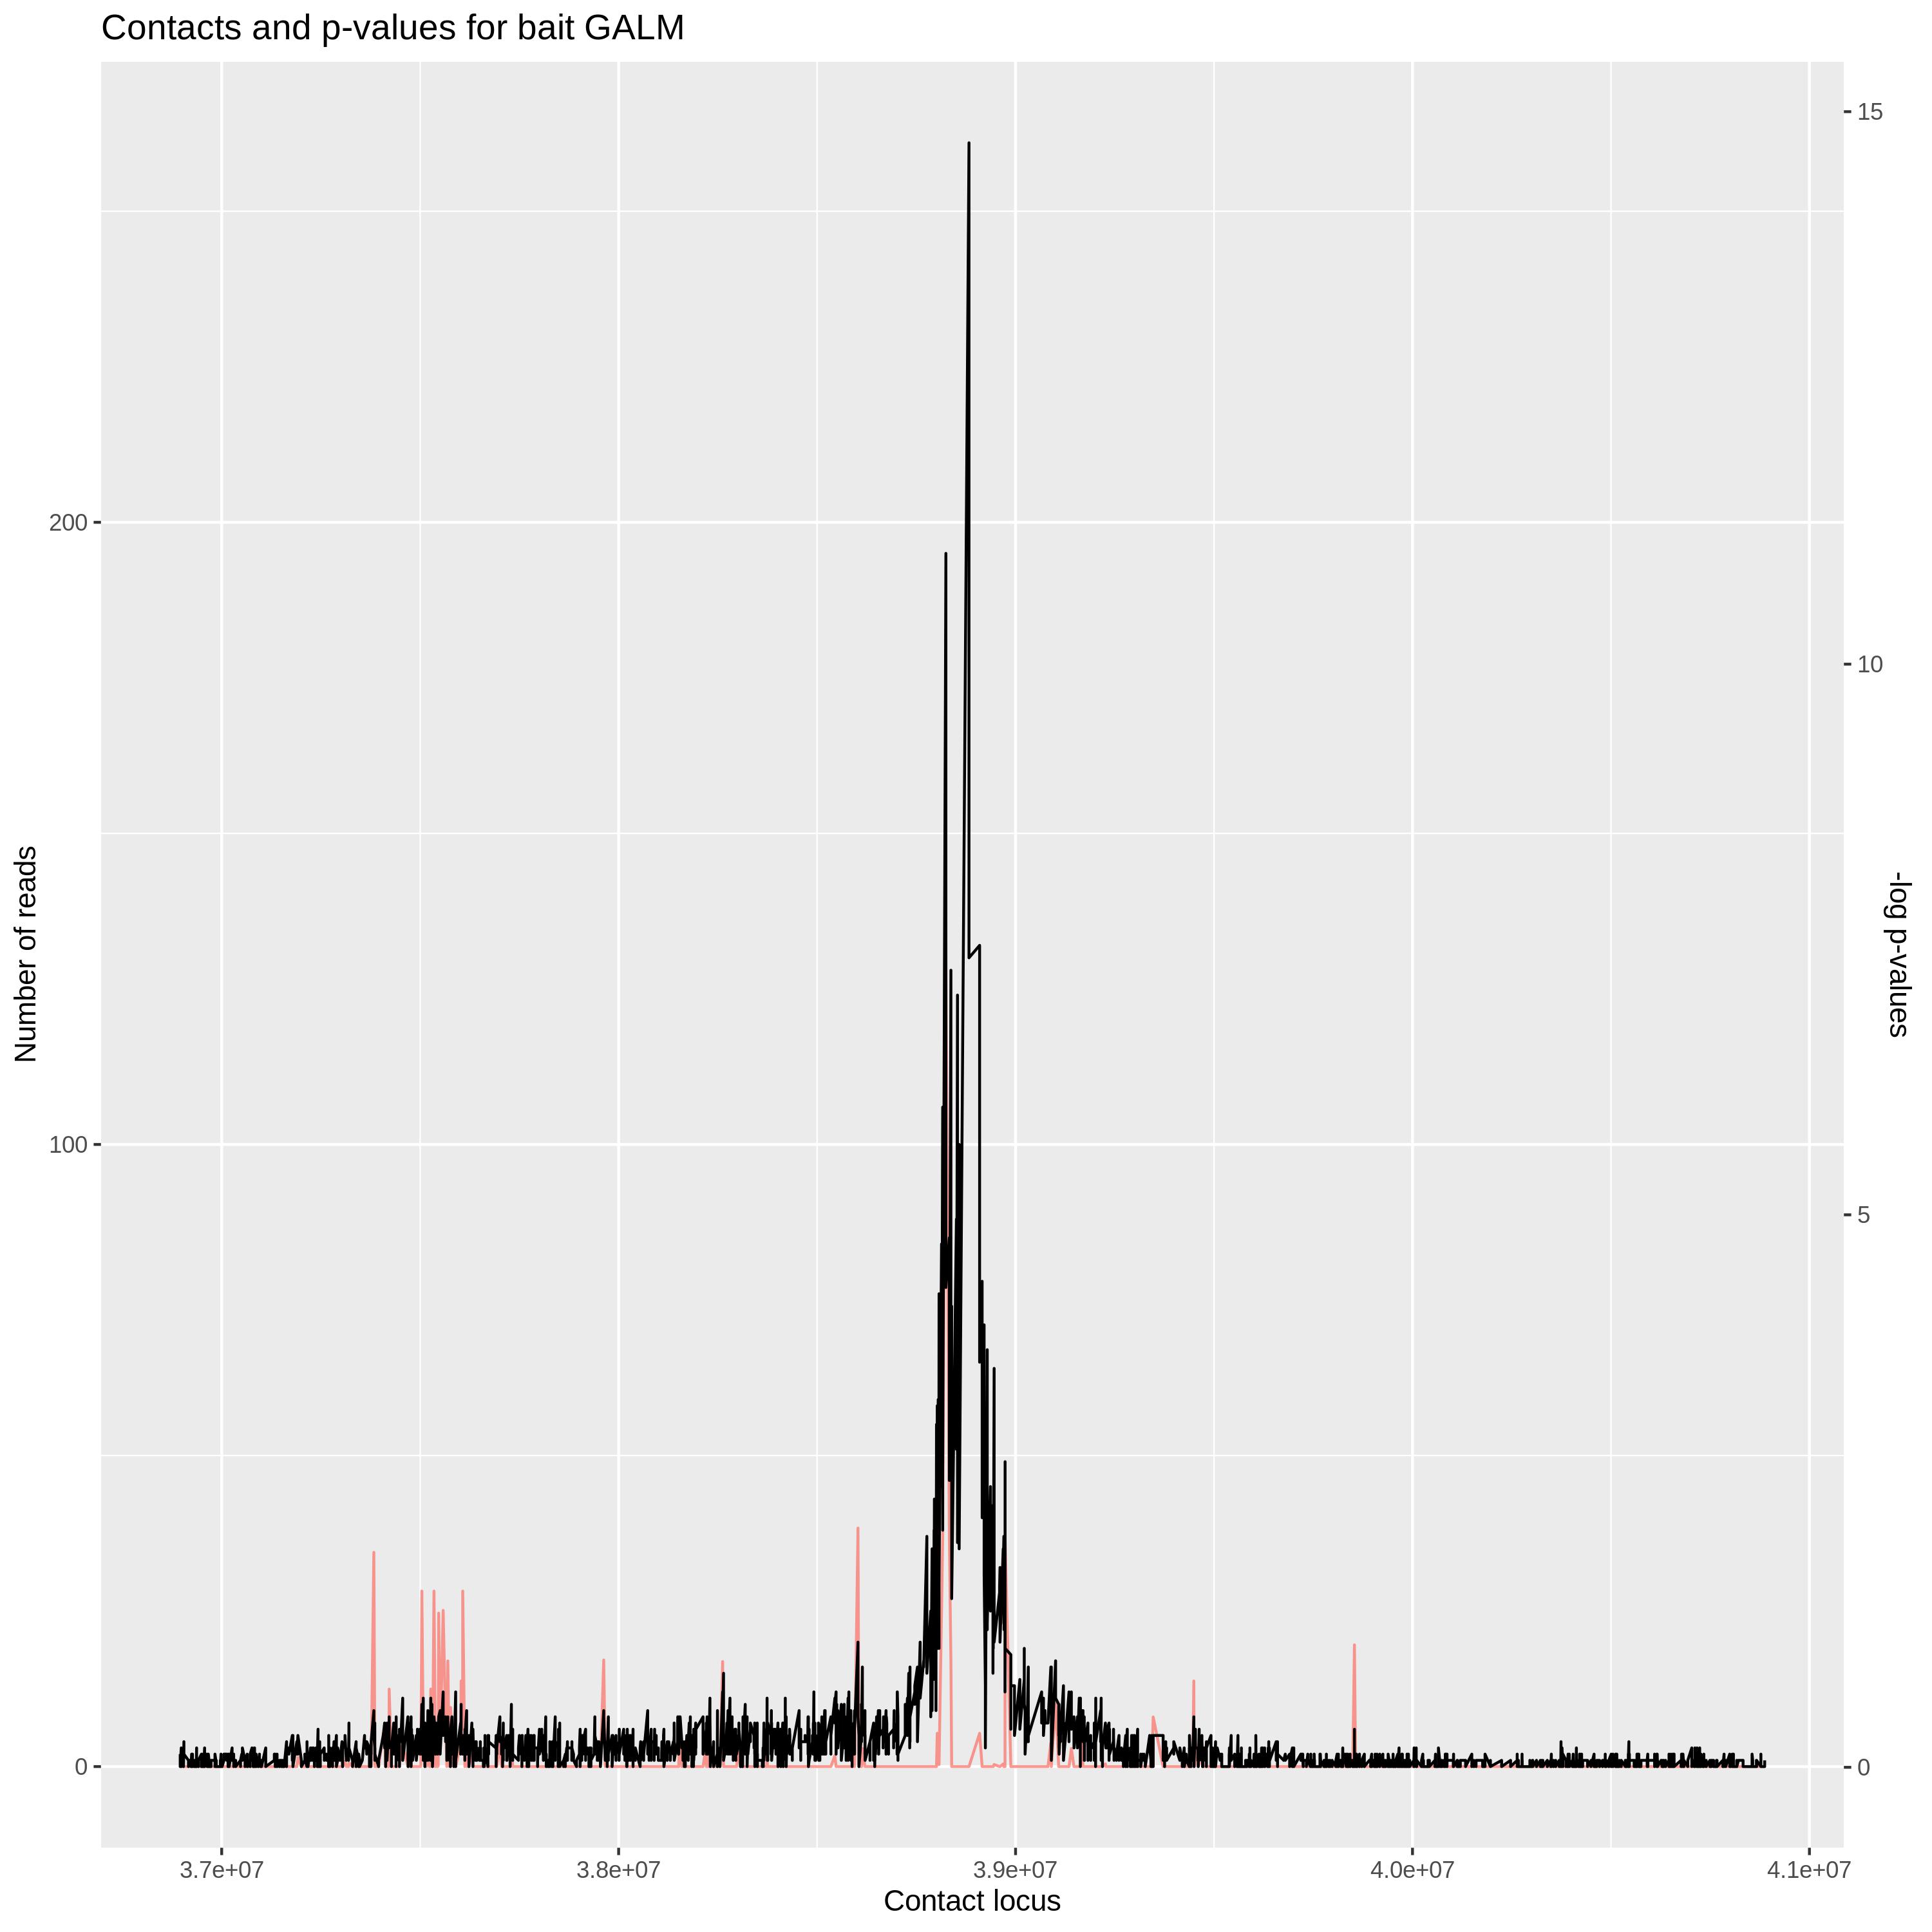 Contacts and p-values for bait GALM
15
200
10
Number of reads
-log p-values
5
100
0
0
3.7e+07
3.8e+07
3.9e+07
4.0e+07
4.1e+07
Contact locus